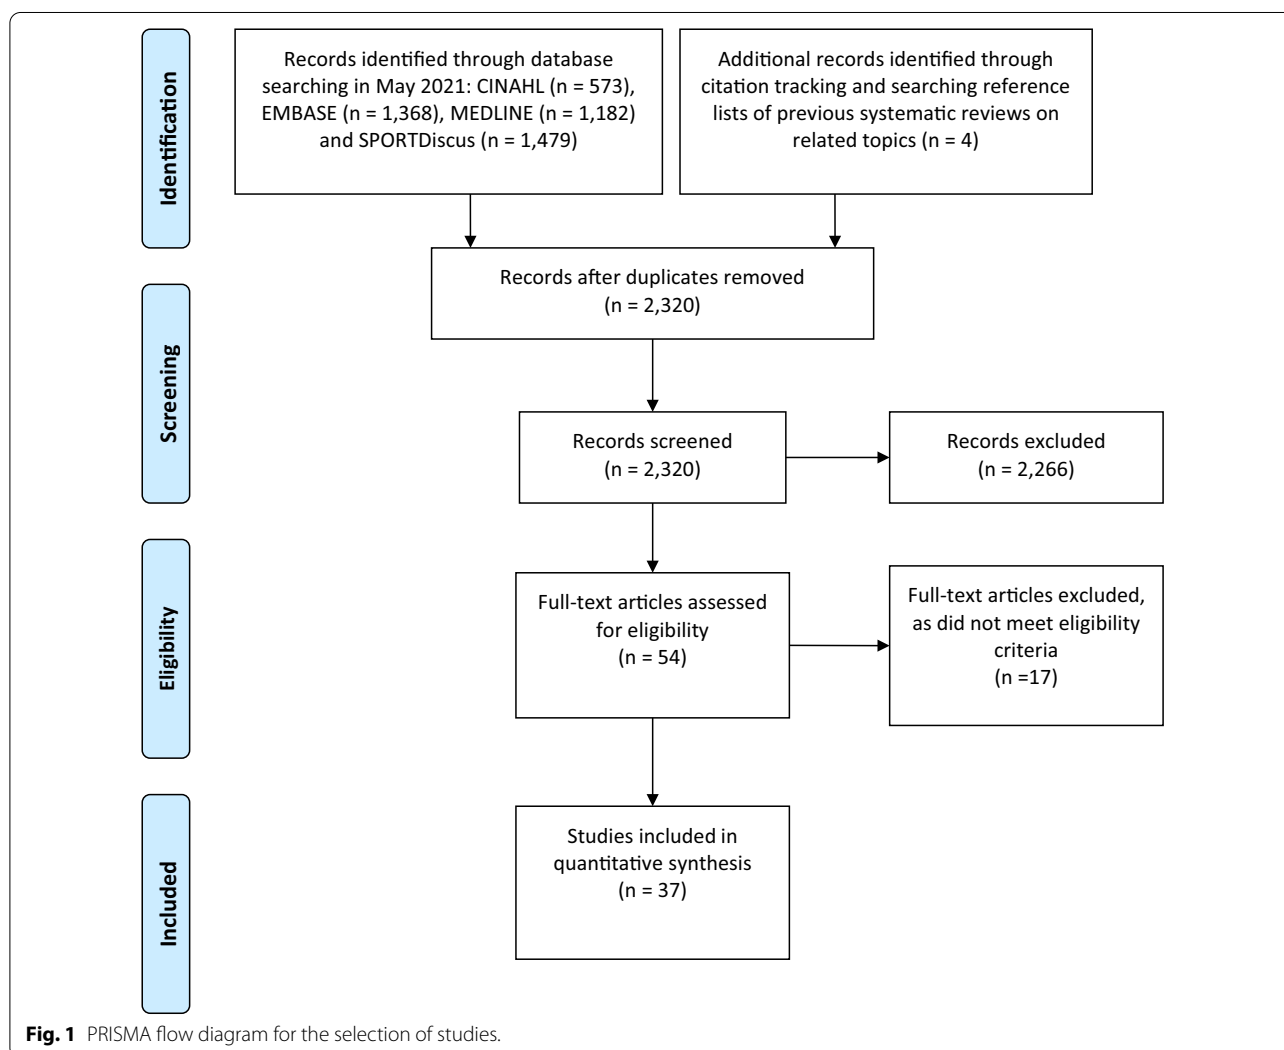 Identification
Records identified through database
searching in May 2021: CINAHL (n = 573),
EMBASE (n = 1,368), MEDLINE (n = 1,182)
and SPORTDiscus (n = 1,479)
Additional records identified through
citation tracking and searching reference
lists of previous systematic reviews on
related topics (n = 4)
Records after duplicates removed
(n = 2,320)
Screening
Records screened
(n = 2,320)
Records excluded
(n = 2,266)
Eligibility
Full-text articles assessed
for eligibility
(n = 54)
Full-text articles excluded,
as did not meet eligibility
criteria
(n =17)
Included
Studies included in
quantitative synthesis
(n = 37)
Fig. 1 PRISMA flow diagram for the selection of studies.